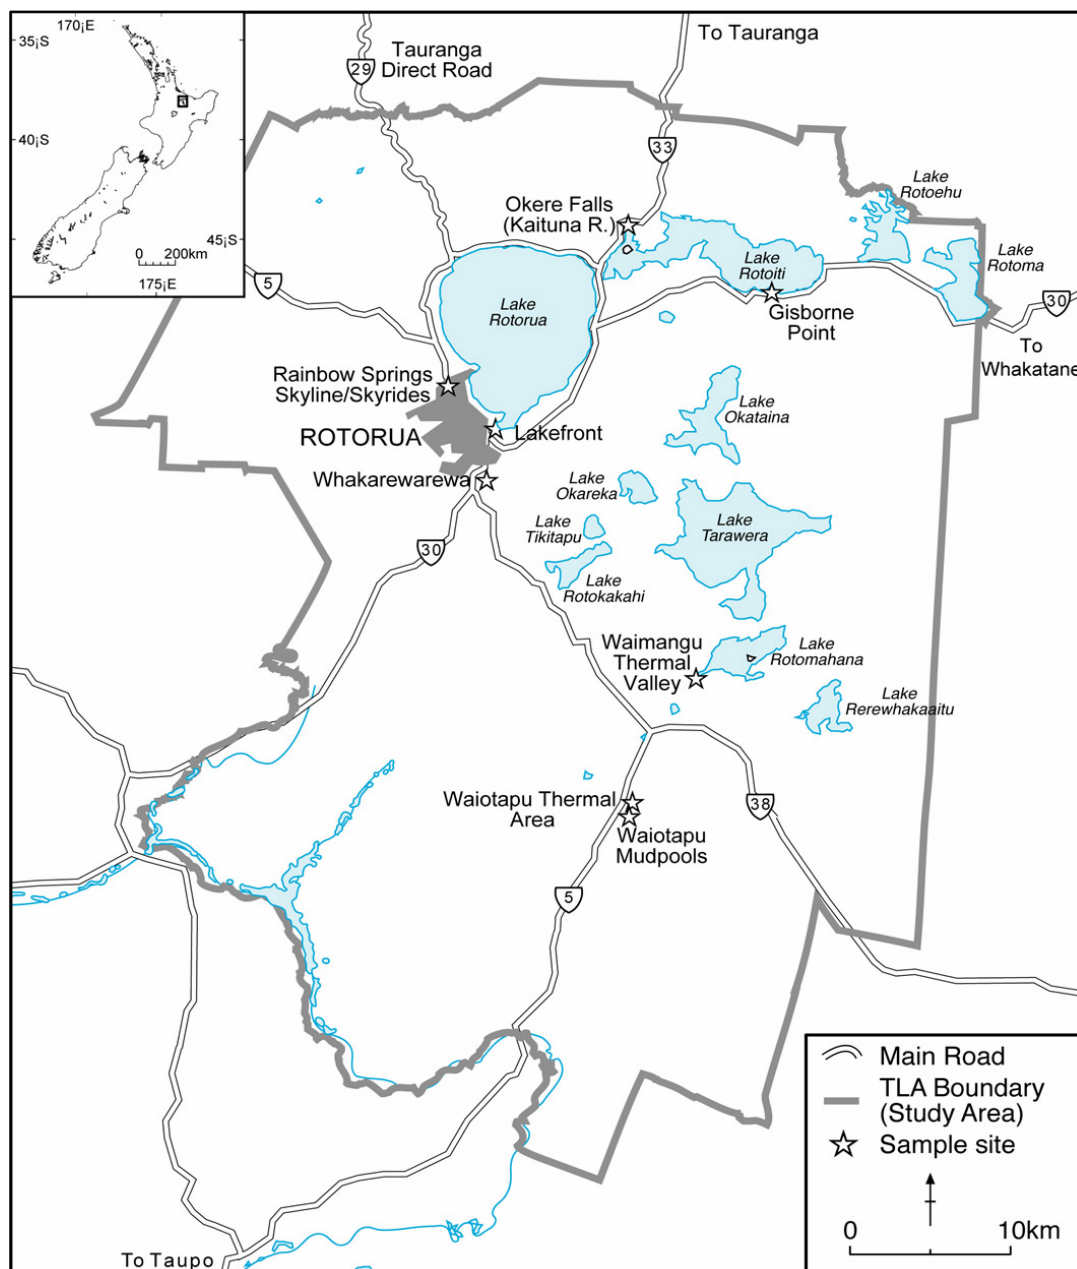 170¡E
35¡S
40¡S
45¡S
0 200km
175¡E
To Tauranga
Tauranga
Direct Road
29
33
Okere Falls
(Kaituna R.)
Lake
Rotoehu
Lake
Rotoma
Lake
Rotoiti
5
Lake
Rotorua
Gisborne
Point
30
To
Whakatane
Rainbow Springs
Skyline/Skyrides
Lake
Okataina
ROTORUA
Lakefront
Whakarewarewa
Lake
Okareka
Lake
Tikitapu
Lake
Tarawera
30
Lake
Rotokakahi
Waimangu
Thermal
Valley
Lake
Rotomahana
Lake
Rerewhakaaitu
Waiotapu Thermal
Area
38
Waiotapu
Mudpools
5
Main Road
TLA Boundary
(Study Area)
Sample site
0 10km
To Taupo